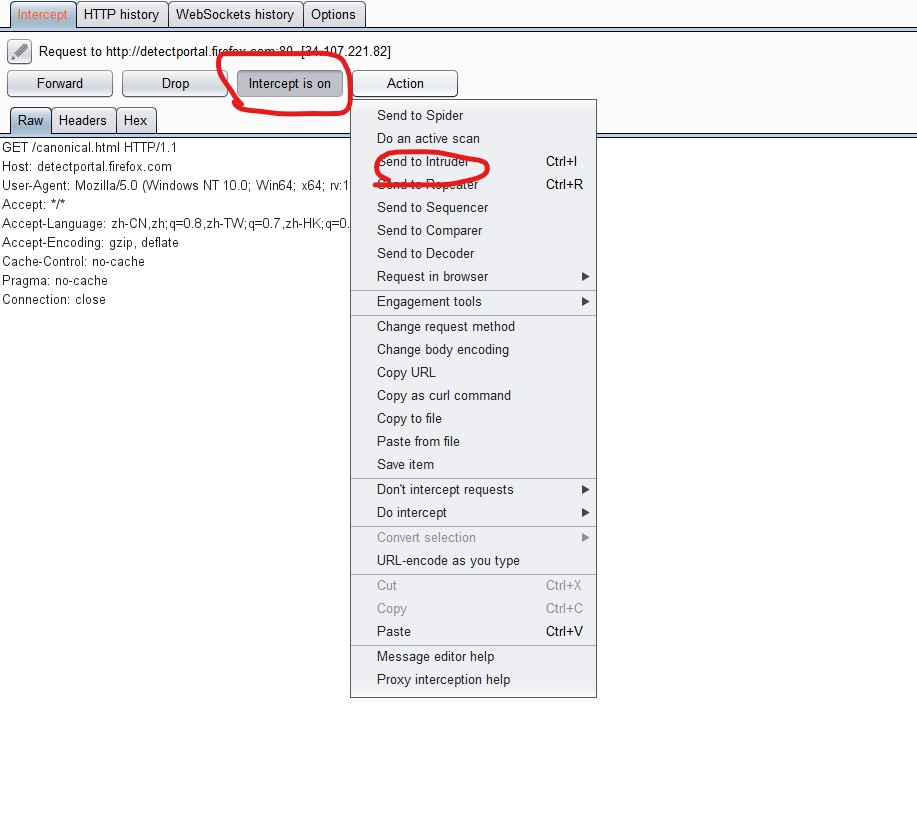 Intercept HTTP history WebSockets history Options
Request to http://detectportal.firefox.com:80 [34.107.221.82]
Forward Drop Intercept is on Action
Raw Headers Hex
GET /canonical.html HTTP/1.1
Host: detectportal.firefox.com
User-Agent: Mozilla/5.0 (Windows NT 10.0; Win64; x64; rv:1
Accept: */*
Accept-Language: zh-CN,zh;q=0.8,zh-TW;q=0.7,zh-HK;q=0.
Accept-Encoding: gzip, deflate
Cache-Control: no-cache
Pragma: no-cache
Connection: close
Send to Spider
Do an active scan
Send to Intruder Ctrl+I
Send to Repeater Ctrl+R
Send to Sequencer
Send to Comparer
Send to Decoder
Request in browser
Engagement tools
Change request method
Change body encoding
Copy URL
Copy as curl command
Copy to file
Paste from file
Save item
Don't intercept requests
Do intercept
Convert selection
URL-encode as you type
Cut Ctrl+X
Copy Ctrl+C
Paste Ctrl+V
Message editor help
Proxy interception help